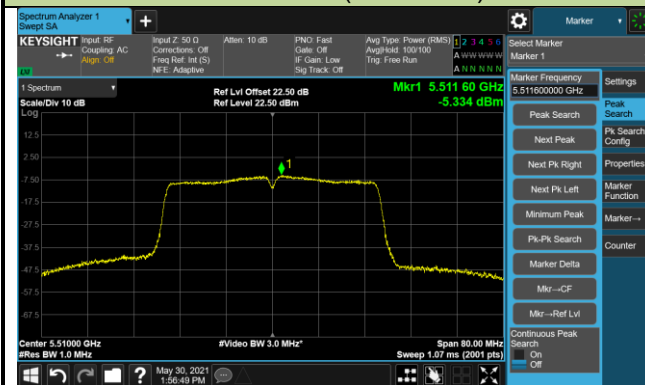 Spectrum Analyzer 1
Swept SA
+
Marker
KEYSIGHT
Input: RF
Coupling: AC
Align: Off
Input Z: 50 Ω
Corrections: Off
Freq Ref: Int (S)
NFE: Adaptive
Atten: 10 dB
PNO: Fast
Gate: Off
IF Gain: Low
Sig Track: Off
Avg Type: Power (RMS)
Avg|Hold: 100/100
Trig: Free Run
1 2 3 4 5 6
A W W W W W
A N N N N N
Select Marker
Marker 1
LXI
1 Spectrum
Scale/Div 10 dB
Log
Ref Lvl Offset 22.50 dB
Ref Level 22.50 dBm
Mkr1 5.511 60 GHz
-5.334 dBm
12.5
2.50
-7.50
-17.5
-27.5
-37.5
-47.5
-57.5
-67.5
1
Center 5.51000 GHz
#Res BW 1.0 MHz
#Video BW 3.0 MHz*
Span 80.00 MHz
Sweep 1.07 ms (2001 pts)
Marker Frequency
5.511600000 GHz
Peak Search
Next Peak
Next Pk Right
Next Pk Left
Minimum Peak
Pk-Pk Search
Marker Delta
Mkr→CF
Mkr→Ref Lvl
Continuous Peak
Search
On
Off
Settings
Peak
Search
Pk Search
Config
Properties
Marker
Function
Marker→
Counter
?
May 30, 2021
1:56:49 PM